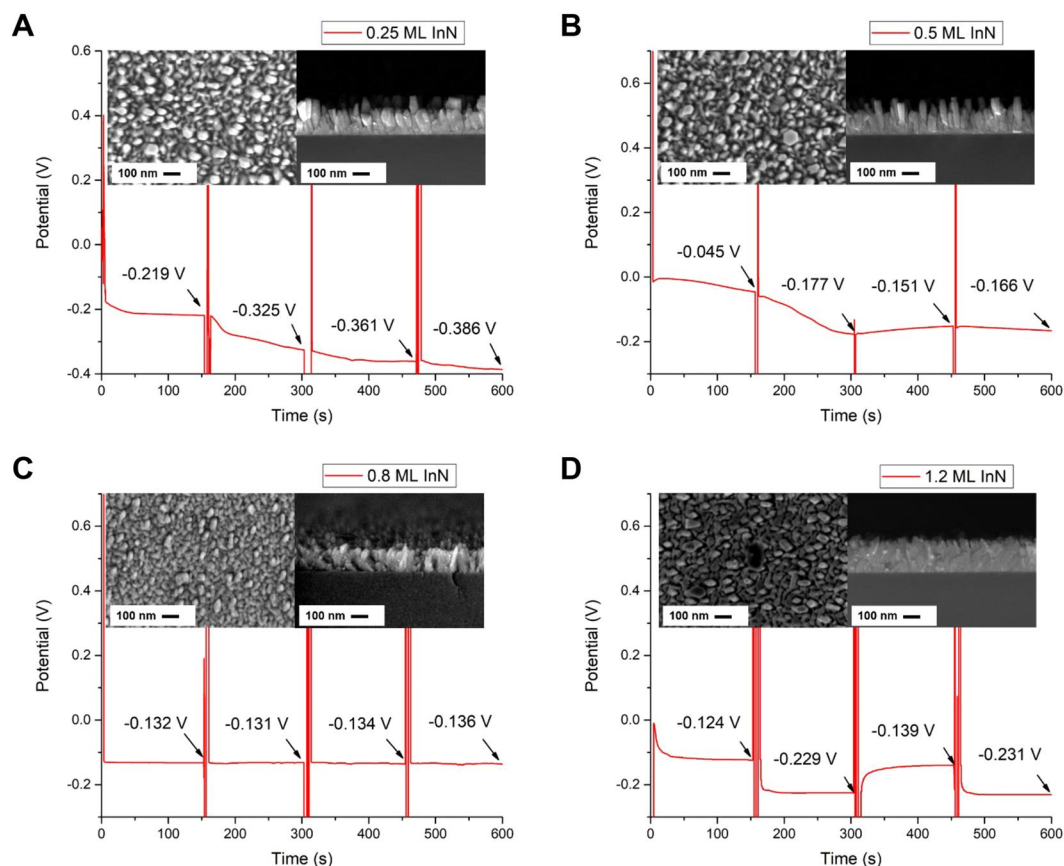 A
0.25 ML InN
0.6
0.4
0.2
0.0
-0.2
-0.4
Potential (V)
100 nm
100 nm
-0.219 V
-0.325 V
-0.361 V
-0.386 V
0 100 200 300 400 500 600
Time (s)
B
0.5 ML InN
0.6
0.4
0.2
0.0
-0.2
Potential (V)
100 nm
100 nm
-0.045 V
-0.177 V
-0.151 V
-0.166 V
0 100 200 300 400 500 600
Time (s)
C
0.8 ML InN
0.6
0.4
0.2
0.0
-0.2
Potential (V)
100 nm
100 nm
-0.132 V
-0.131 V
-0.134 V
-0.136 V
0 100 200 300 400 500 600
Time (s)
D
1.2 ML InN
0.6
0.4
0.2
0.0
-0.2
Potential (V)
100 nm
100 nm
-0.124 V
-0.229 V
-0.139 V
-0.231 V
0 100 200 300 400 500 600
Time (s)